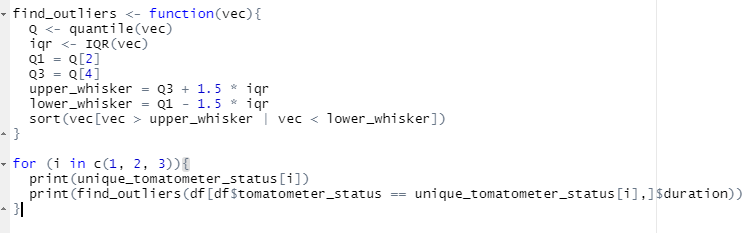 find_outliers <- function(vec){
  Q <- quantile(vec)
  iqr <- IQR(vec)
  Q1 = Q[2]
  Q3 = Q[4]
  upper_whisker = Q3 + 1.5 * iqr
  lower_whisker = Q1 - 1.5 * iqr
  sort(vec[vec > upper_whisker | vec < lower_whisker])
}
for (i in c(1, 2, 3)){
  print(unique_tomatometer_status[i])
  print(find_outliers(df[df$tomatometer_status == unique_tomatometer_status[i],]$duration))
}